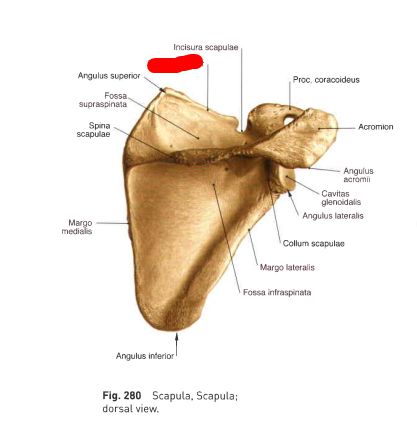 Incisura scapulae
Angulus superior
Proc. coracoideus
Fossa
supraspinata
Acromion
Spina
scapulae
Angulus
acromii
Cavitas
glenoidalis
Angulus lateralis
Margo
medialis
Collum scapulae
Margo lateralis
Fossa infraspinata
Angulus inferior
Fig. 280 Scapula, Scapula;
dorsal view.